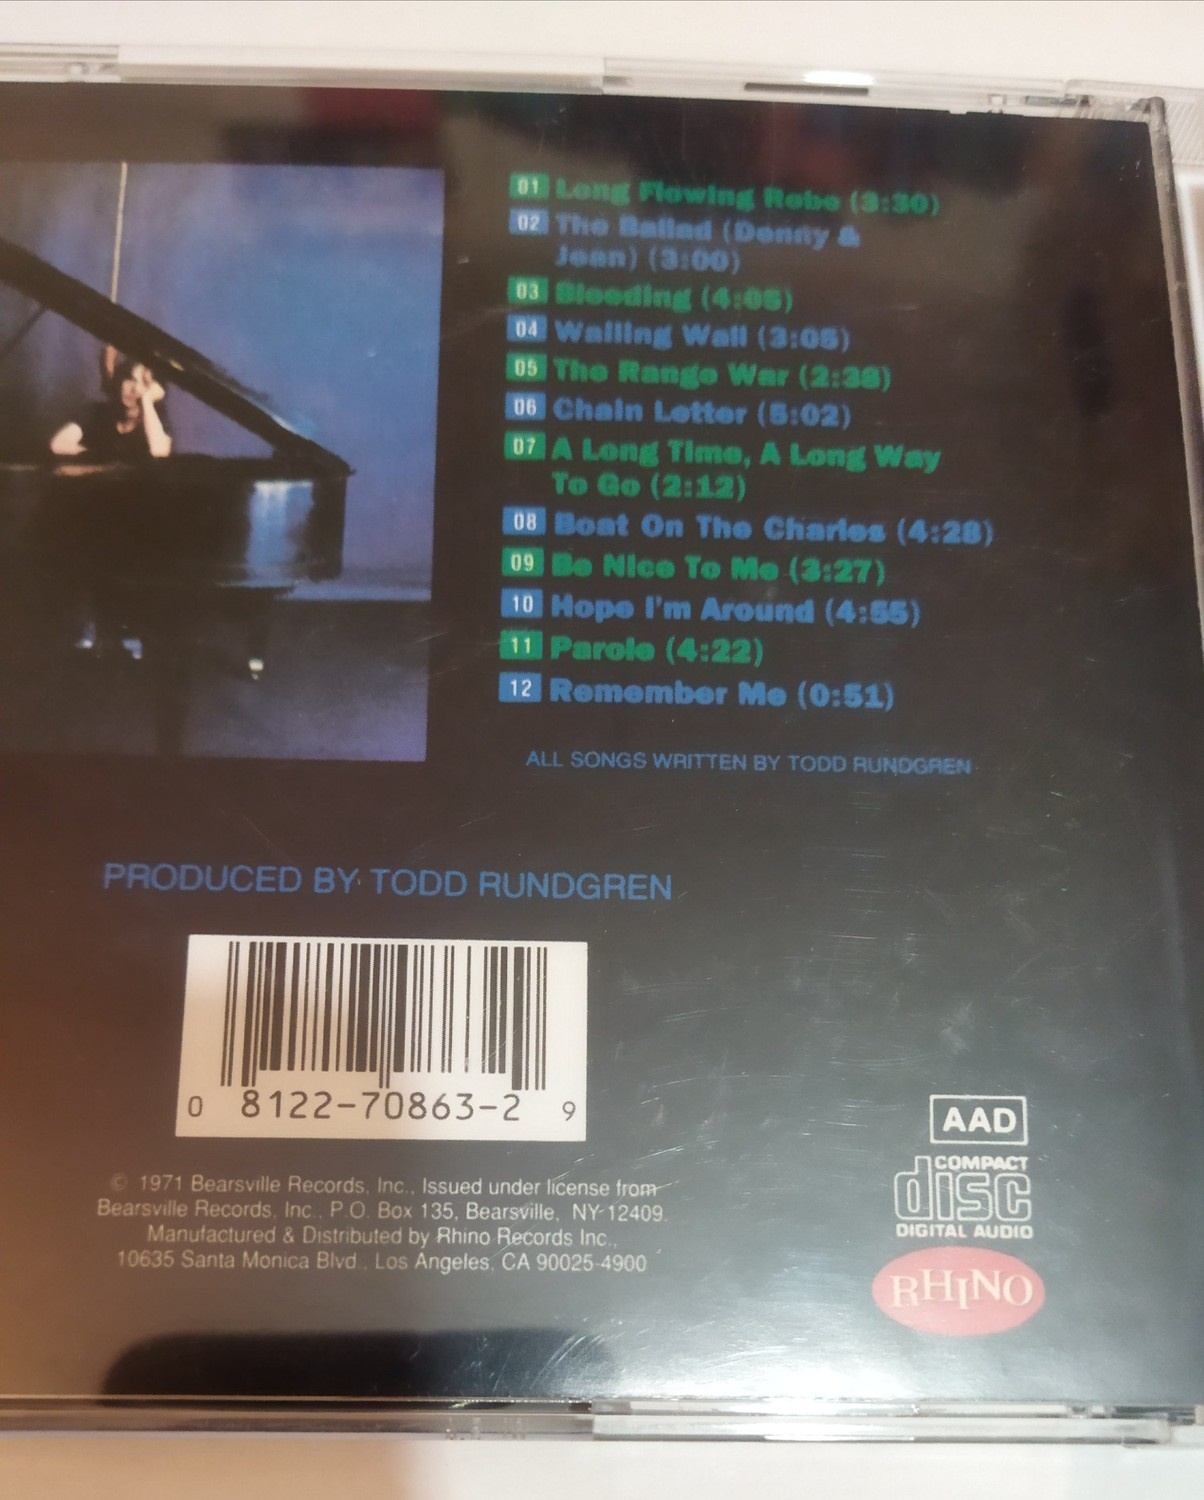 01 Long Flowing Robe (3:30)
02 The Ballad (Denny &
Jean) (3:00)
03 Bleeding (4:05)
04 Wailing Wall (3:05)
05 The Range War (2:38)
06 Chain Letter (5:02)
07 A Long Time, A Long Way
To Go (2:12)
08 Boat On The Charles (4:28)
09 Be Nice To Me (3:27)
10 Hope I'm Around (4:55)
11 Parole (4:22)
12 Remember Me (0:51)
ALL SONGS WRITTEN BY TODD RUNDGREN
PRODUCED BY TODD RUNDGREN
0 8122-70863-2 9
© 1971 Bearsville Records, Inc., Issued under license from
Bearsville Records, Inc., P.O. Box 135, Bearsville, NY 12409.
Manufactured & Distributed by Rhino Records Inc.,
10635 Santa Monica Blvd., Los Angeles, CA 90025-4900
AAD
COMPACT
disc
DIGITAL AUDIO
RHINO